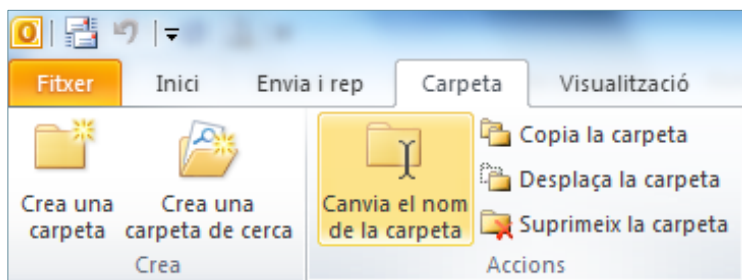 Fitxer Inici Envia i rep Carpeta Visualització
Crea una
carpeta
Crea una
carpeta de cerca
Canvia el nom
de la carpeta
Copia la carpeta
Desplaça la carpeta
Suprimeix la carpeta
Crea
Accions